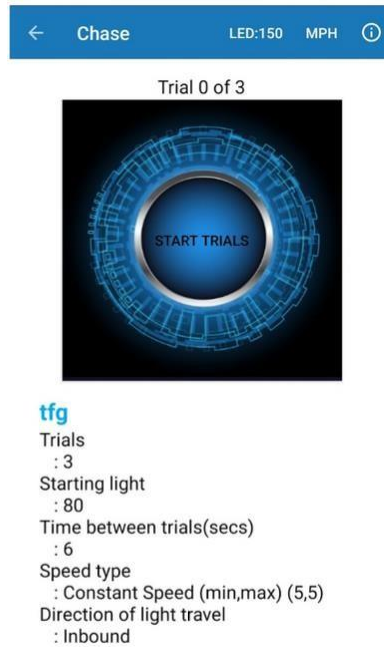 Chase LED:150 MPH
Trial 0 of 3
START TRIALS
tfg
Trials
: 3
Starting light
: 80
Time between trials(secs)
: 6
Speed type
: Constant Speed (min,max) (5,5)
Direction of light travel
: Inbound